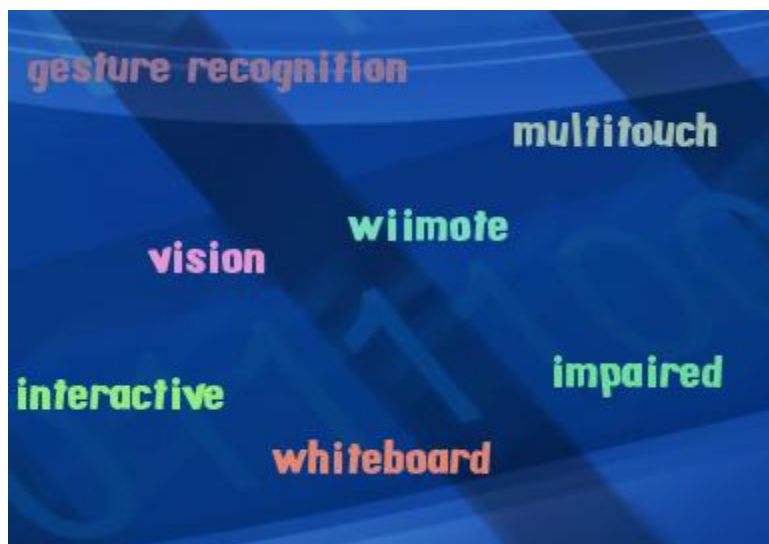 gesture recognition
multitouch
wiimote
vision
impaired
interactive
whiteboard